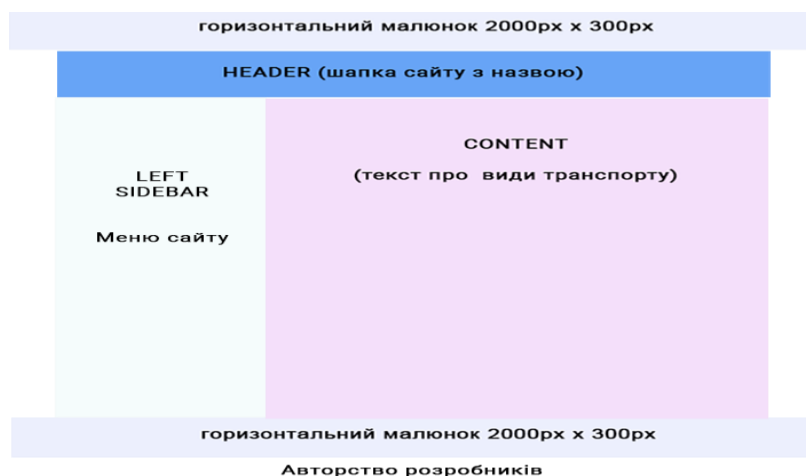 горизонтальний малюнок 2000px x 300px
HEADER (шапка сайту з назвою)
CONTENT
(текст про види транспорту)
LEFT
SIDEBAR
Меню сайту
горизонтальний малюнок 2000px x 300px
Авторство розробників